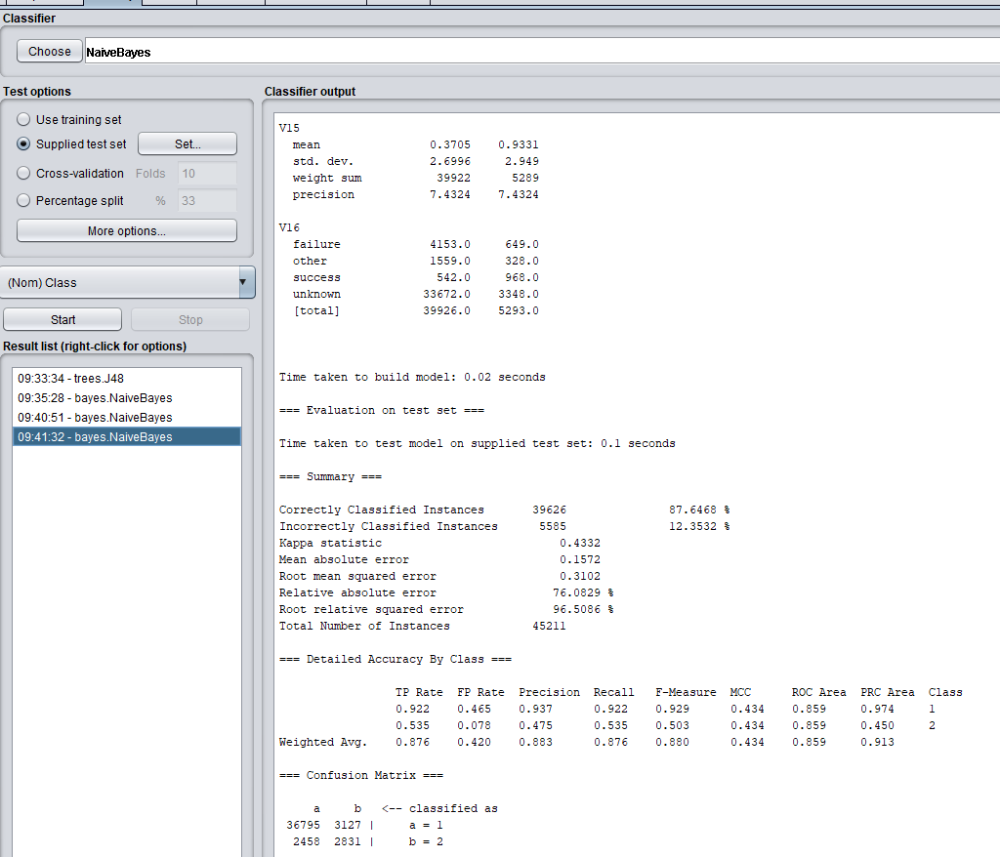 Classifier
Choose NaiveBayes
Test options
Use training set
Supplied test set Set...
Cross-validation Folds 10
Percentage split % 33
More options...
(Nom) Class
Start Stop
Result list (right-click for options)
09:33:34 - trees.J48
09:35:28 - bayes.NaiveBayes
09:40:51 - bayes.NaiveBayes
09:41:32 - bayes.NaiveBayes
Classifier output
V15
mean 0.3705 0.9331
std. dev. 2.6996 2.949
weight sum 39922 5289
precision 7.4324 7.4324
V16
failure 4153.0 649.0
other 1559.0 328.0
success 542.0 968.0
unknown 33672.0 3348.0
[total] 39926.0 5293.0
Time taken to build model: 0.02 seconds
=== Evaluation on test set ===
Time taken to test model on supplied test set: 0.1 seconds
=== Summary ===
Correctly Classified Instances 39626 87.6468 %
Incorrectly Classified Instances 5585 12.3532 %
Kappa statistic 0.4332
Mean absolute error 0.1572
Root mean squared error 0.3102
Relative absolute error 76.0829 %
Root relative squared error 96.5086 %
Total Number of Instances 45211
=== Detailed Accuracy By Class ===
TP Rate FP Rate Precision Recall F-Measure MCC ROC Area PRC Area Class
0.922 0.465 0.937 0.922 0.929 0.434 0.859 0.974 1
0.535 0.078 0.475 0.535 0.503 0.434 0.859 0.450 2
Weighted Avg. 0.876 0.420 0.883 0.876 0.880 0.434 0.859 0.913
=== Confusion Matrix ===
a b <-- classified as
36795 3127 | a = 1
2458 2831 | b = 2